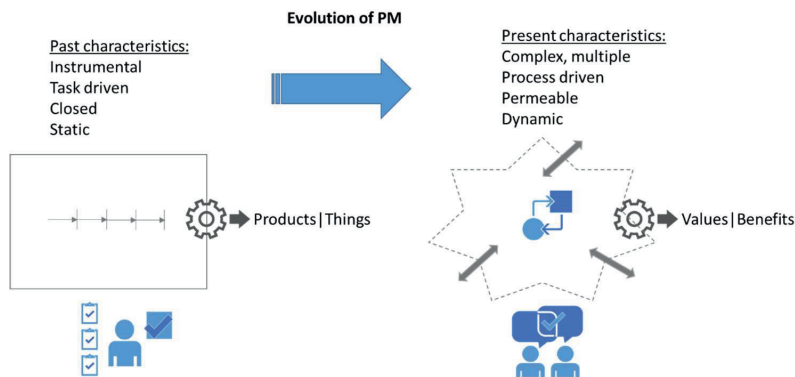 Evolution of PM
Past characteristics:
Instrumental
Task driven
Closed
Static
Products|Things
Present characteristics:
Complex, multiple
Process driven
Permeable
Dynamic
Values|Benefits